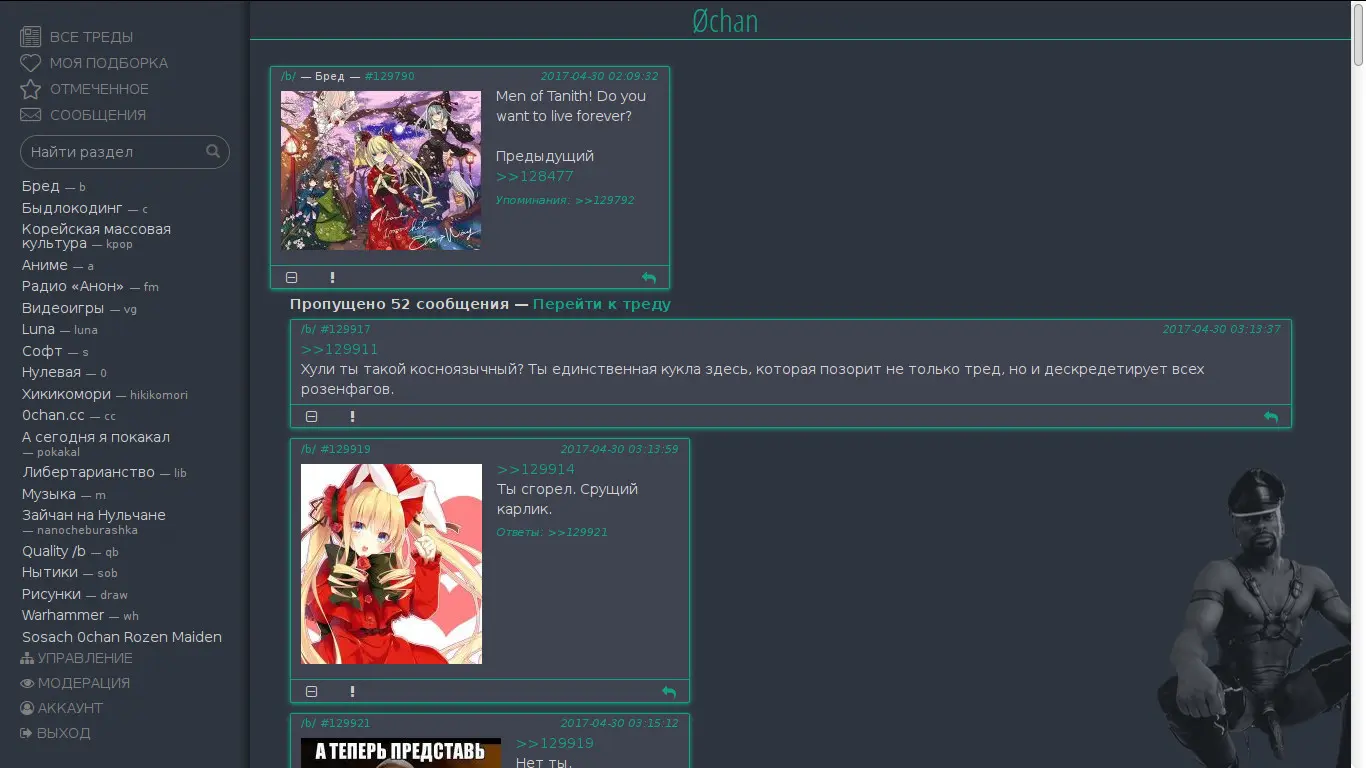 Øchan
ВСЕ ТРЕДЫ
МОЯ ПОДБОРКА
ОТМЕЧЕННОЕ
СООБЩЕНИЯ
Найти раздел
Бред — b
Быдлокодинг — c
Корейская массовая
культура — kpop
Аниме — a
Радио «Анон» — fm
Видеоигры — vg
Luna — luna
Софт — s
Нулевая — 0
Хикикомори — hikikomori
0chan.cc — cc
А сегодня я покакал
— pokakal
Либертарианство — lib
Музыка — m
Зайчан на Нульчане
— nanocheburashka
Quality /b — qb
Нытики — sob
Рисунки — draw
Warhammer — wh
Sosach 0chan Rozen Maiden
УПРАВЛЕНИЕ
МОДЕРАЦИЯ
АККАУНТ
ВЫХОД
/b/ — Бред — #129790 2017-04-30 02:09:32
Men of Tanith! Do you
want to live forever?
Предыдущий
>>128477
Упоминания: >>129792
Пропущено 52 сообщения — Перейти к треду
/b/ #129917 2017-04-30 03:13:37
>>129911
Хули ты такой косноязычный? Ты единственная кукла здесь, которая позорит не только тред, но и дескредетирует всех
розенфагов.
/b/ #129919 2017-04-30 03:13:59
>>129914
Ты сгорел. Срущий
карлик.
Ответы: >>129921
/b/ #129921 2017-04-30 03:15:12
А ТЕПЕРЬ ПРЕДСТАВЬ
>>129919
Нет ты.